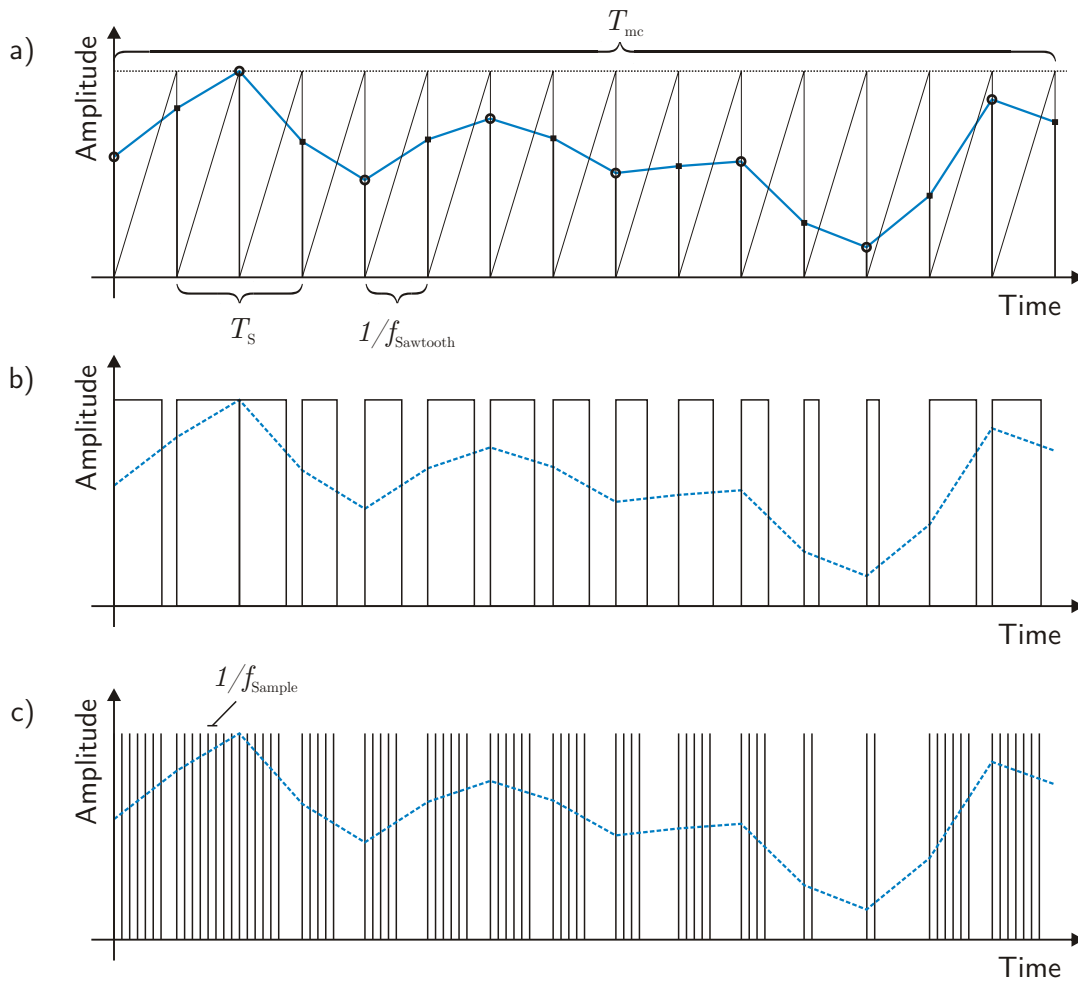 a)
Amplitude
T_mc
Time
T_S
1/f_Sawtooth
b)
Amplitude
Time
1/f_Sample
c)
Amplitude
Time